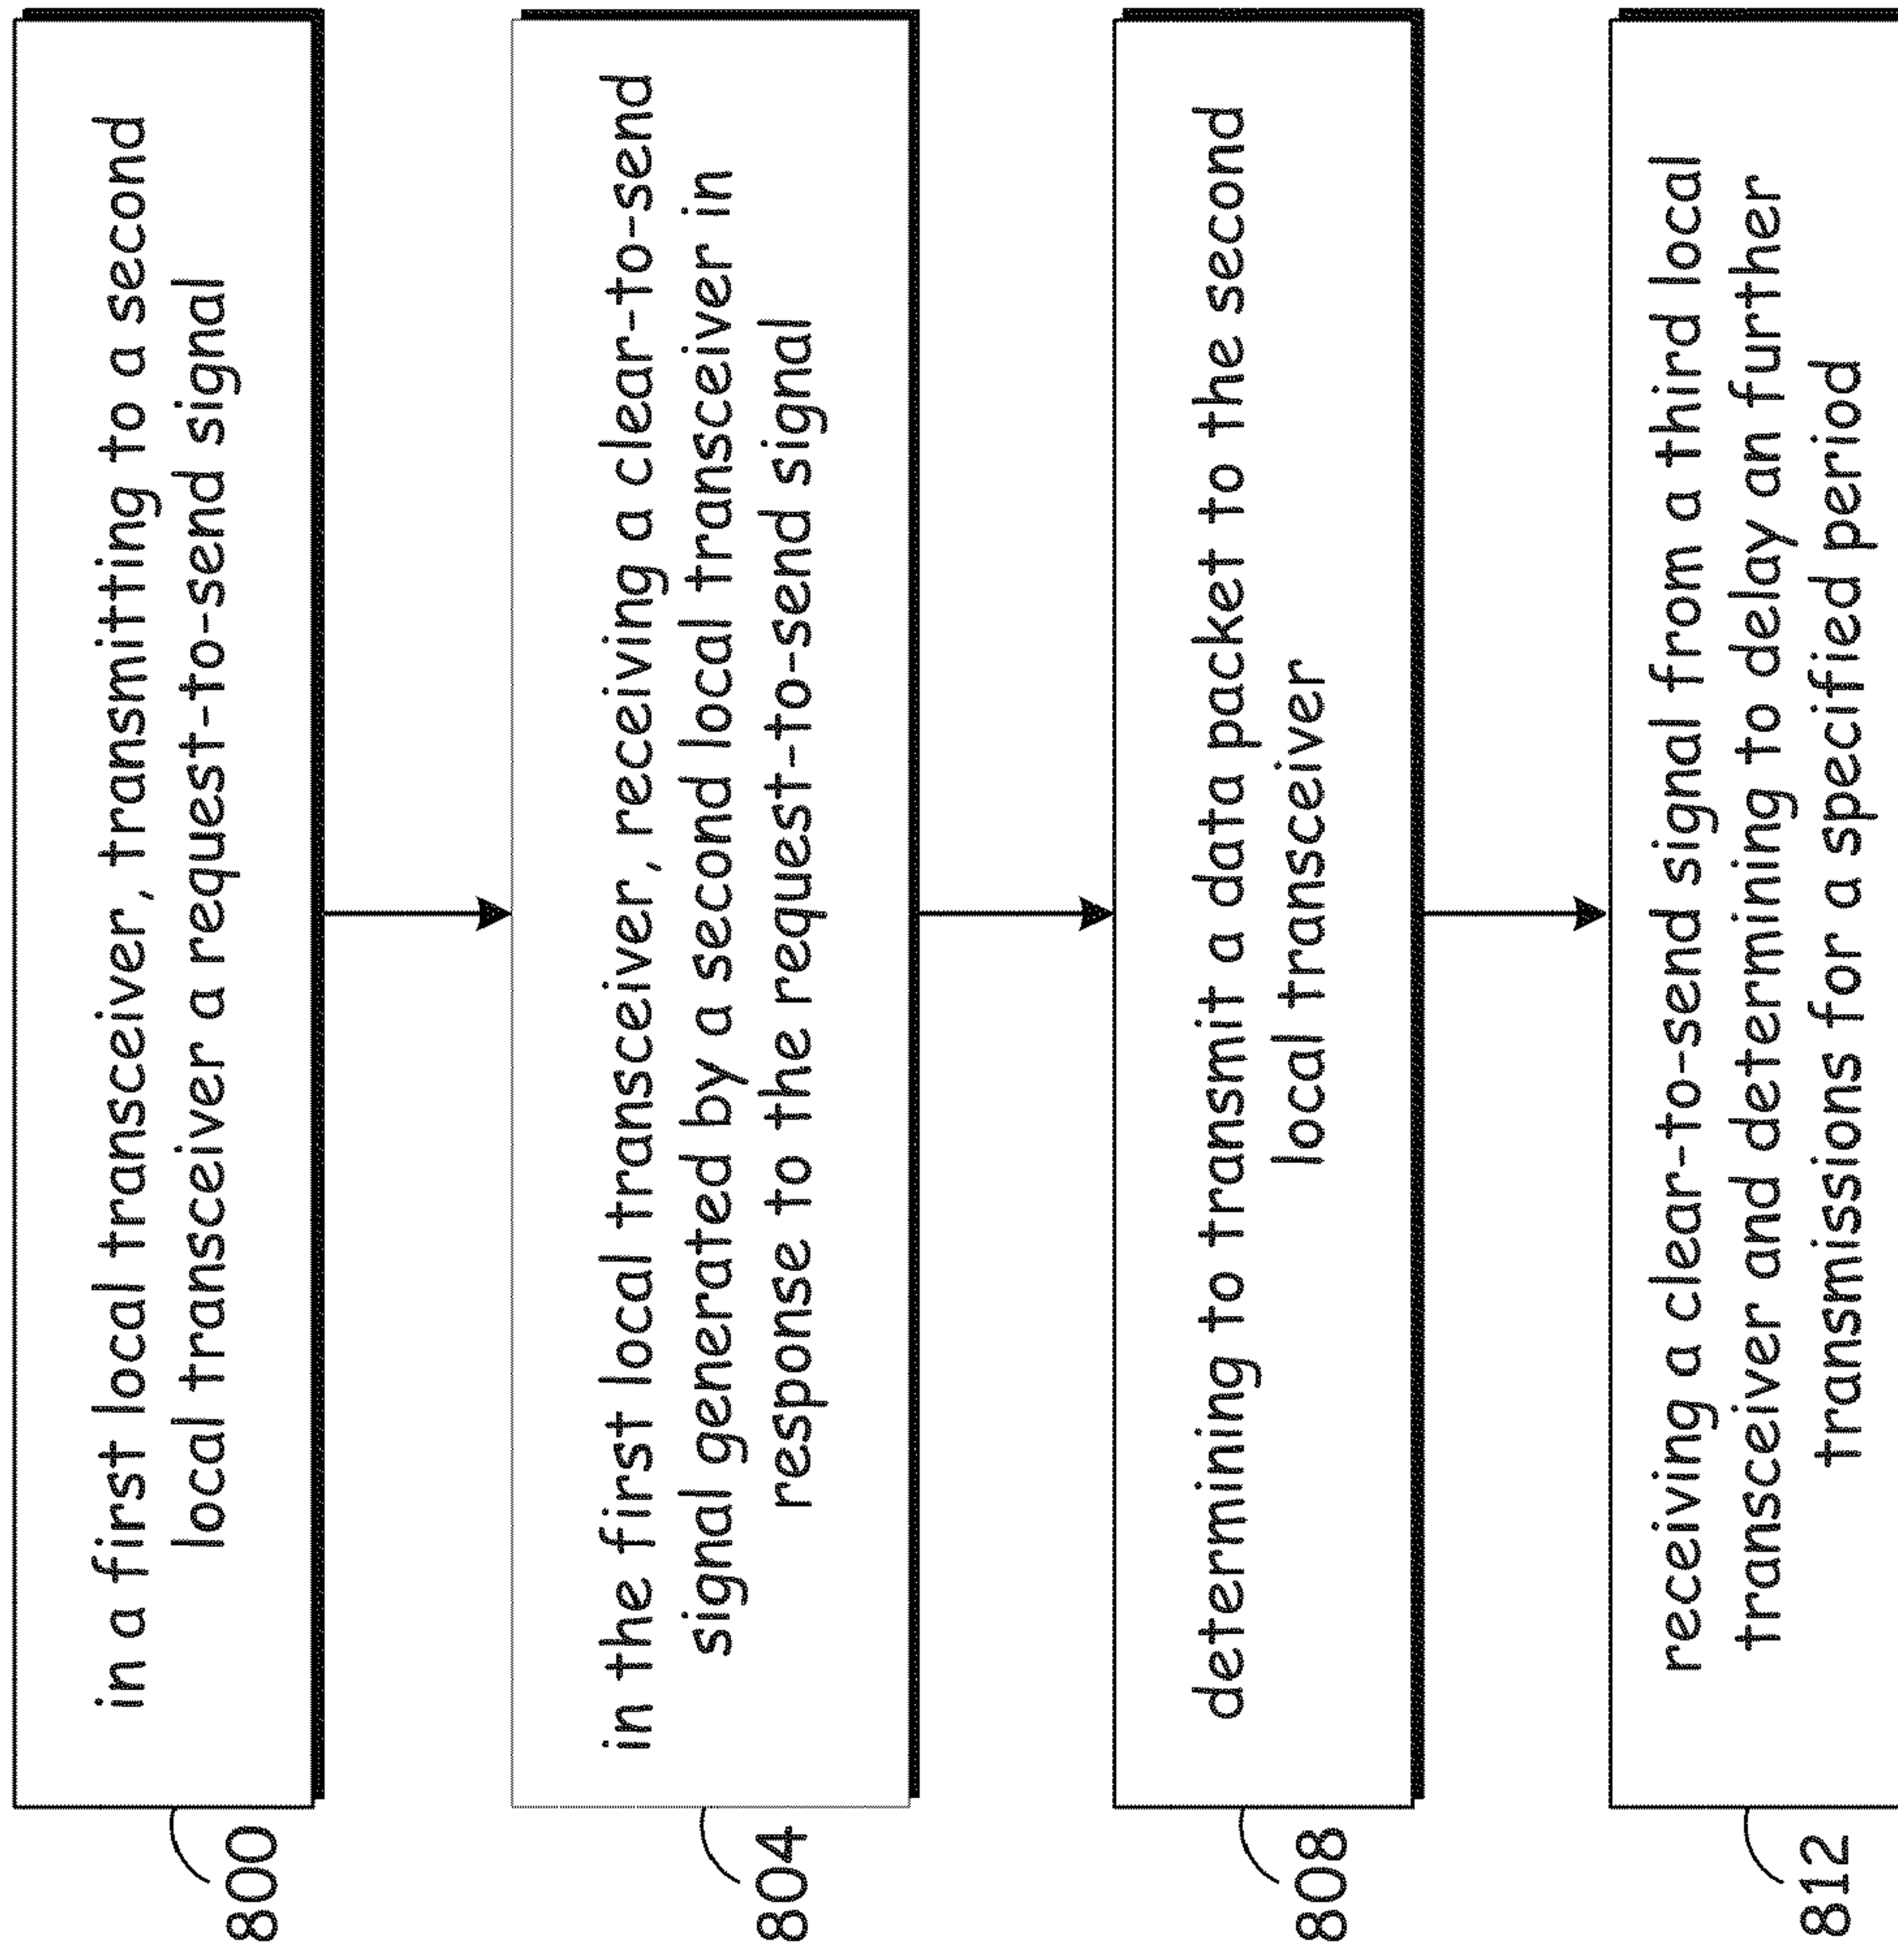 in a first local transceiver, transmitting to a second
local transceiver a request-to-send signal
800
in the first local transceiver, receiving a clear-to-send
signal generated by a second local transceiver in
response to the request-to-send signal
804
determining to transmit a data packet to the second
local transceiver
808
receiving a clear-to-send signal from a third local
transceiver and determining to delay an further
transmissions for a specified period
812